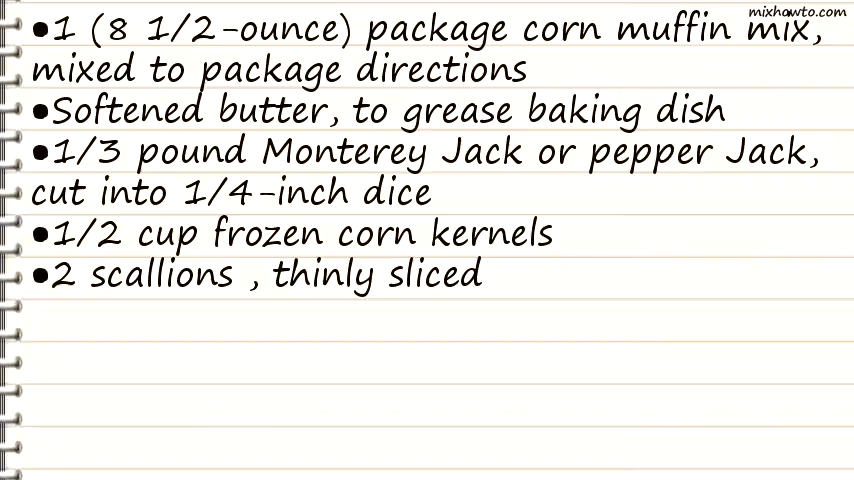 mixhowto.com
•1 (8 1/2-ounce) package corn muffin mix,
mixed to package directions
•Softened butter, to grease baking dish
•1/3 pound Monterey Jack or pepper Jack,
cut into 1/4-inch dice
•1/2 cup frozen corn kernels
•2 scallions , thinly sliced